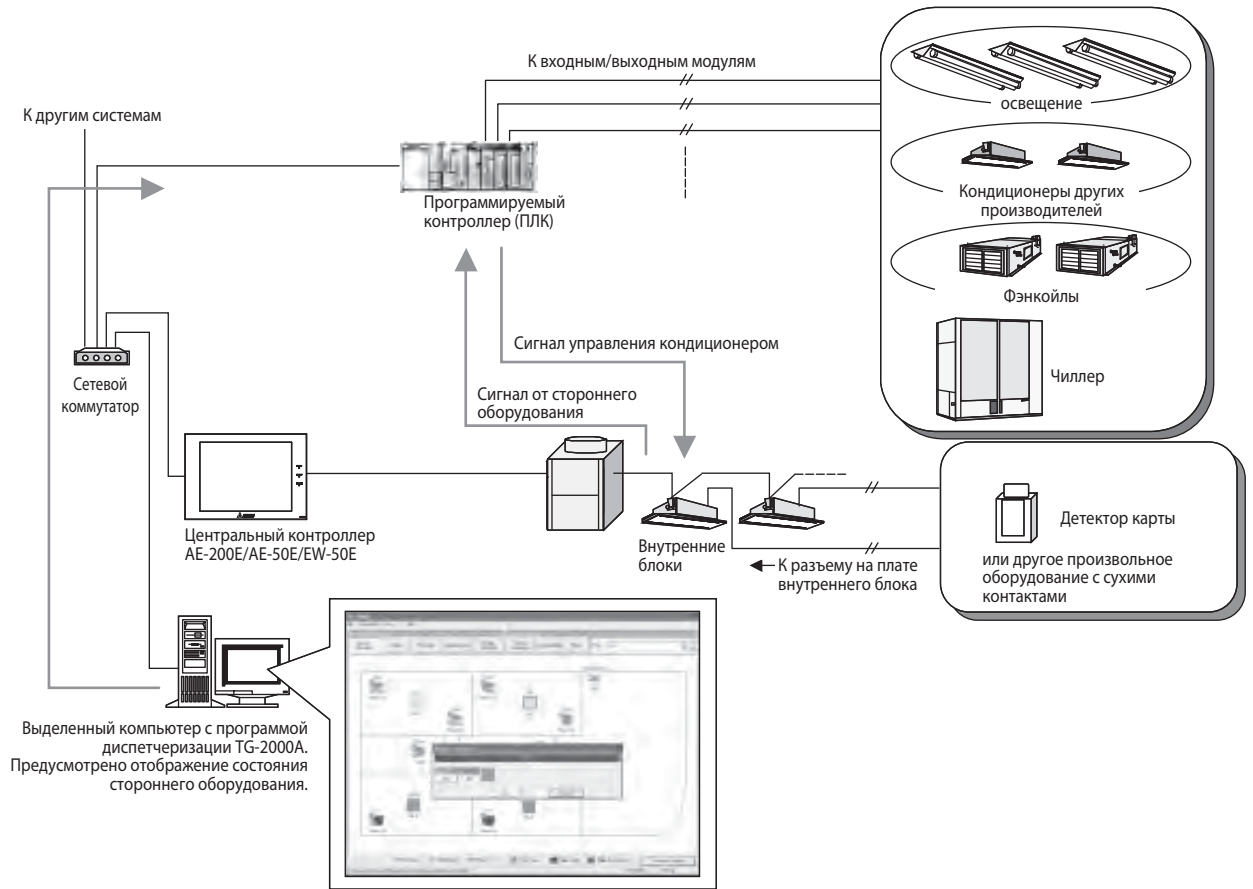 К входным/выходным модулям
освещение
К другим системам
Кондиционеры других
производителей
Программируемый
контроллер (ПЛК)
Фэнкойлы
Сигнал управления кондиционером
Чиллер
Сетевой
коммутатор
Сигнал от стороннего
оборудования
Детектор карты
Центральный контроллер
AE-200E/AE-50E/EW-50E
Внутренние
блоки
К разъему на плате
внутреннего блока
или другое произвольное
оборудование с сухими
контактами
Выделенный компьютер с программой
диспетчеризации TG-2000A.
Предусмотрено отображение состояния
стороннего оборудования.